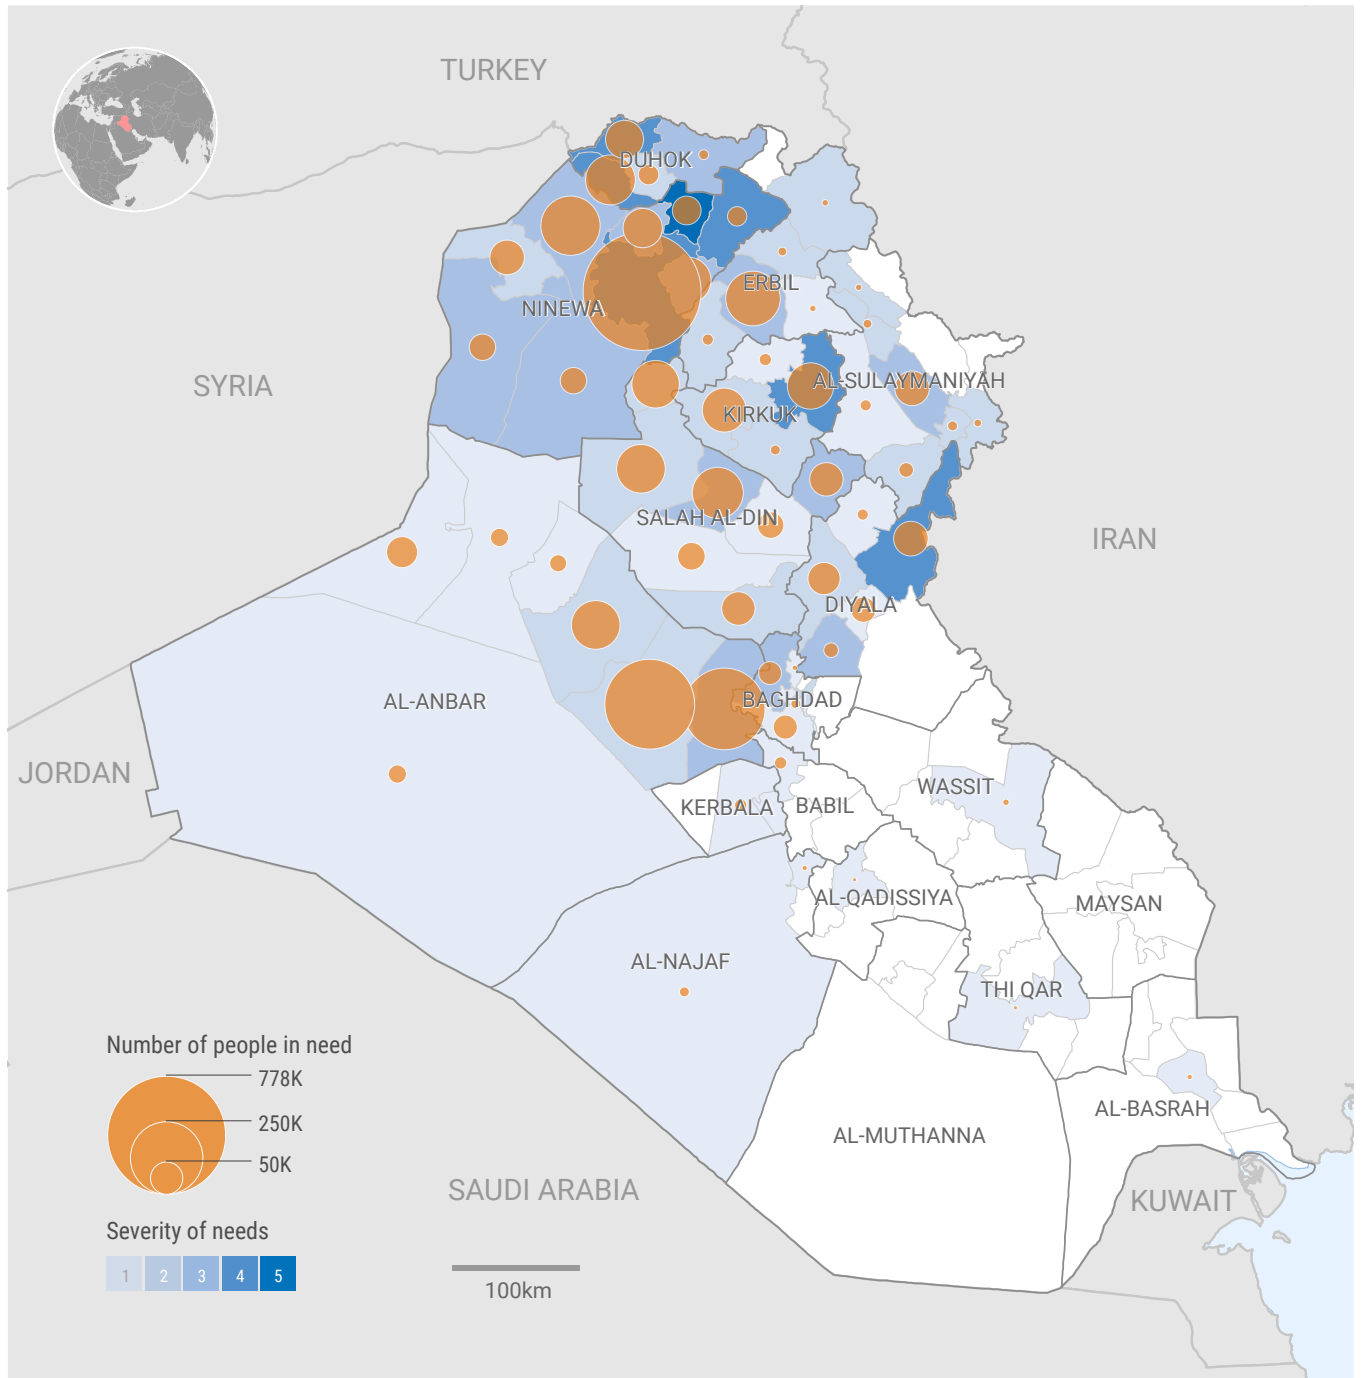 TURKEY
DUHOK
ERBIL
NINEWA
SYRIA
AL-SULAYMANIYAH
KIRKUK
SALAH AL-DIN
IRAN
DIYALA
AL-ANBAR
BAGHDAD
JORDAN
WASSIT
KERBALA
BABIL
AL-QADISSIYA
MAYSAN
AL-NAJAF
THI QAR
Number of people in need
778K
250K
50K
AL-BASRAH
AL-MUTHANNA
SAUDI ARABIA
KUWAIT
Severity of needs
1 2 3 4 5
100km